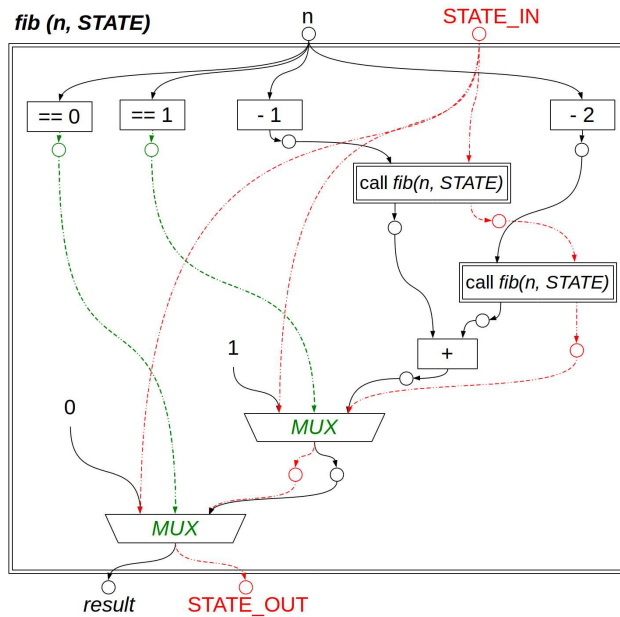 fib (n, STATE)
n
STATE_IN
== 0
== 1
- 1
- 2
call fib(n, STATE)
call fib(n, STATE)
+
1
MUX
0
MUX
result
STATE_OUT